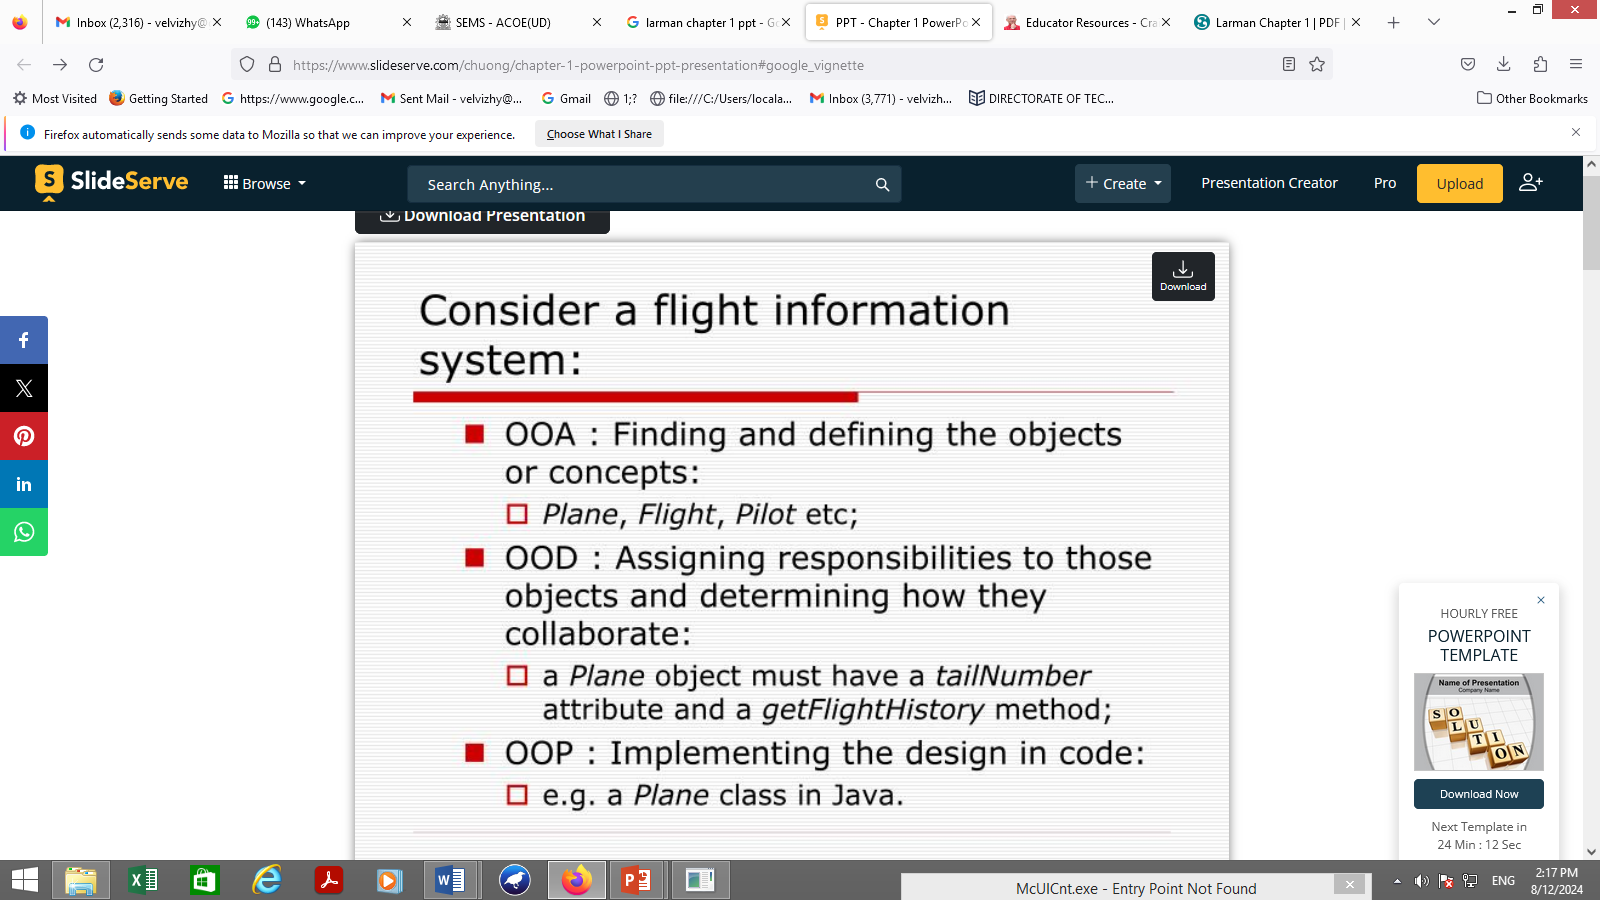 Inbox (2,316) - velvizhy@
(143) WhatsApp
SEMS - ACOE(UD)
larman chapter 1 ppt - Go
PPT - Chapter 1 PowerPo
Educator Resources - Cra
Larman Chapter 1 | PDF |
https://www.slideserve.com/chuong/chapter-1-powerpoint-ppt-presentation#google_vignette
Most Visited
Getting Started
https://www.google.c...
Sent Mail - velvizhy@...
Gmail
1;?
file:///C:/Users/locala...
Inbox (3,771) - velvizh...
DIRECTORATE OF TEC...
Other Bookmarks
Firefox automatically sends some data to Mozilla so that we can improve your experience.
Choose What I Share
S SlideServe
Browse
Search Anything...
+ Create
Presentation Creator
Pro
Upload
Download Presentation
Download
Consider a flight information
system:
OOA : Finding and defining the objects
or concepts:
Plane, Flight, Pilot etc;
OOD : Assigning responsibilities to those
objects and determining how they
collaborate:
a Plane object must have a tailNumber
attribute and a getFlightHistory method;
OOP : Implementing the design in code:
e.g. a Plane class in Java.
HOURLY FREE
POWERPOINT
TEMPLATE
Name of Presentation
Company Name
SOLUTION
Download Now
Next Template in
24 Min : 12 Sec
McUICnt.exe - Entry Point Not Found
ENG
2:17 PM
8/12/2024